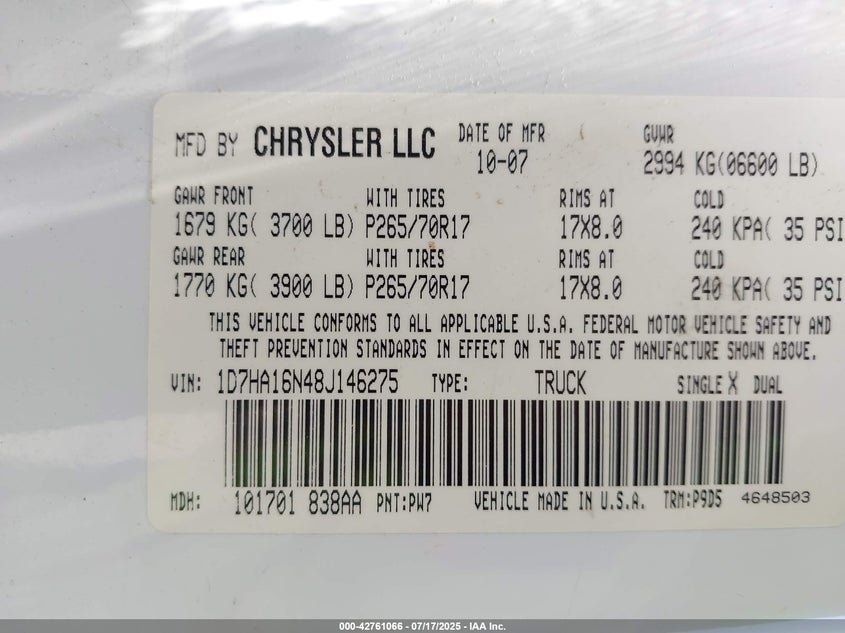 MFD BY CHRYSLER LLC DATE OF MFR GVWR
10-07 2994 KG(06600 LB)
GAWR FRONT WITH TIRES RIMS AT COLD
1679 KG( 3700 LB) P265/70R17 17X8.0 240 KPA( 35 PSI
GAWR REAR WITH TIRES RIMS AT COLD
1770 KG( 3900 LB) P265/70R17 17X8.0 240 KPA( 35 PSI
THIS VEHICLE CONFORMS TO ALL APPLICABLE U.S.A. FEDERAL MOTOR VEHICLE SAFETY AND
THEFT PREVENTION STANDARDS IN EFFECT ON THE DATE OF MANUFACTURE SHOWN ABOVE.
VIN: 1D7HA16N48J146275 TYPE: TRUCK SINGLE X DUAL
MDH: 101701 838AA PNT:PW7 VEHICLE MADE IN U.S.A. TRM:P9D5 4648503
000-42761066 - 07/17/2025 - IAA Inc.